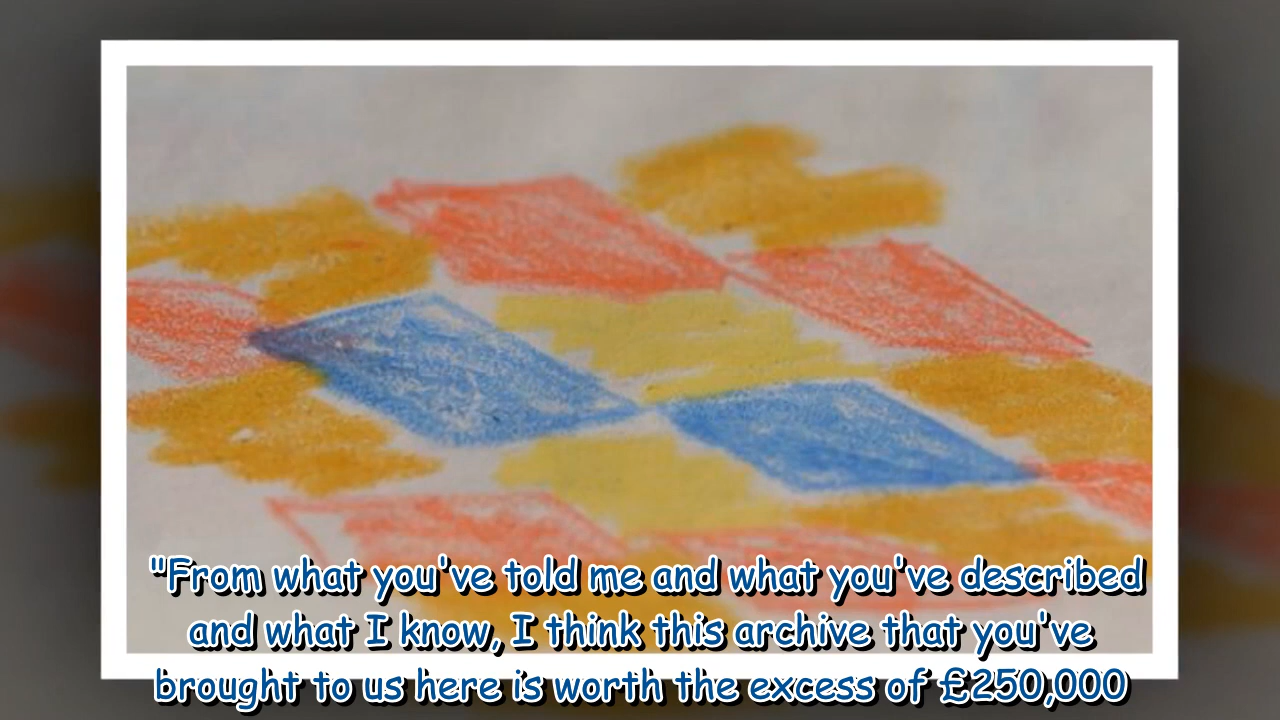 "From what you've told me and what you've described
and what I know, I think this archive that you've
brought to us here is worth the excess of £250,000